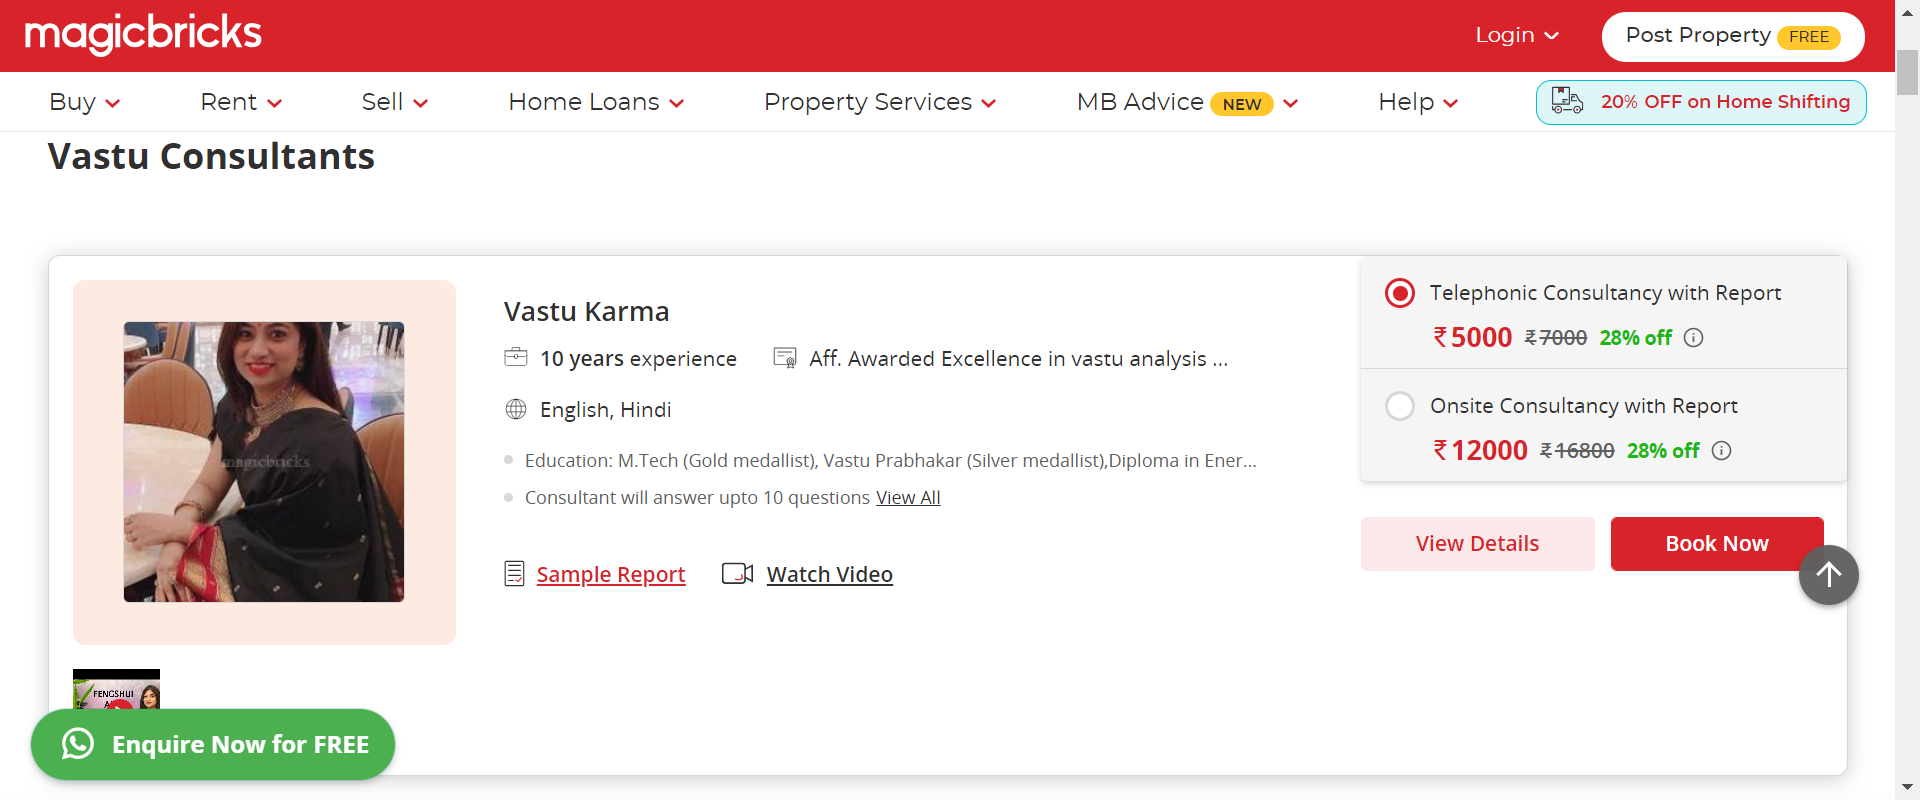 magicbricks
Login
Post Property FREE
Buy
Rent
Sell
Home Loans
Property Services
MB Advice NEW
Help
20% OFF on Home Shifting
Vastu Consultants
magicbricks
Vastu Karma
10 years experience
Aff. Awarded Excellence in vastu analysis ...
English, Hindi
Education: M.Tech (Gold medallist), Vastu Prabhakar (Silver medallist),Diploma in Ener...
Consultant will answer upto 10 questions View All
Sample Report
Watch Video
Telephonic Consultancy with Report
₹5000 ₹7000 28% off
Onsite Consultancy with Report
₹12000 ₹16800 28% off
View Details
Book Now
FENGSHUI
Enquire Now for FREE